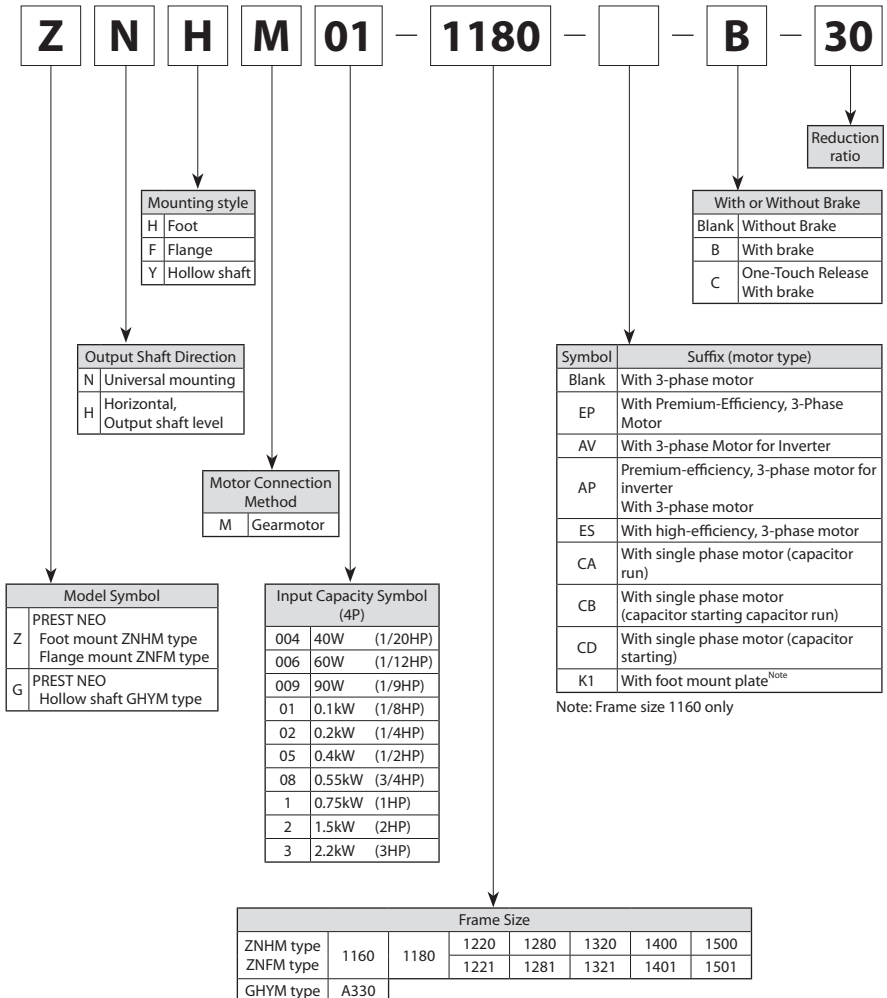 Z N H M 01 – 1180 – – B – 30
Reduction
ratio
Mounting style
H Foot
F Flange
Y Hollow shaft
With or Without Brake
Blank Without Brake
B With brake
C One-Touch Release
With brake
Output Shaft Direction
N Universal mounting
H Horizontal,
Output shaft level
Symbol Suffix (motor type)
Blank With 3-phase motor
EP With Premium-Efficiency, 3-Phase
Motor
AV With 3-phase Motor for Inverter
AP Premium-efficiency, 3-phase motor for
inverter
With 3-phase motor
ES With high-efficiency, 3-phase motor
CA With single phase motor (capacitor
run)
CB With single phase motor
(capacitor starting capacitor run)
CD With single phase motor (capacitor
starting)
K1 With foot mount plate Note
Note: Frame size 1160 only
Motor Connection
Method
M Gearmotor
Model Symbol
Z PREST NEO
Foot mount ZNHM type
Flange mount ZNFM type
G PREST NEO
Hollow shaft GHYM type
Input Capacity Symbol
(4P)
004 40W (1/20HP)
006 60W (1/12HP)
009 90W (1/9HP)
01 0.1kW (1/8HP)
02 0.2kW (1/4HP)
05 0.4kW (1/2HP)
08 0.55kW (3/4HP)
1 0.75kW (1HP)
2 1.5kW (2HP)
3 2.2kW (3HP)
Frame Size
ZNHM type 1160 1180 1220 1280 1320 1400 1500
ZNFM type 1221 1281 1321 1401 1501
GHYM type A330